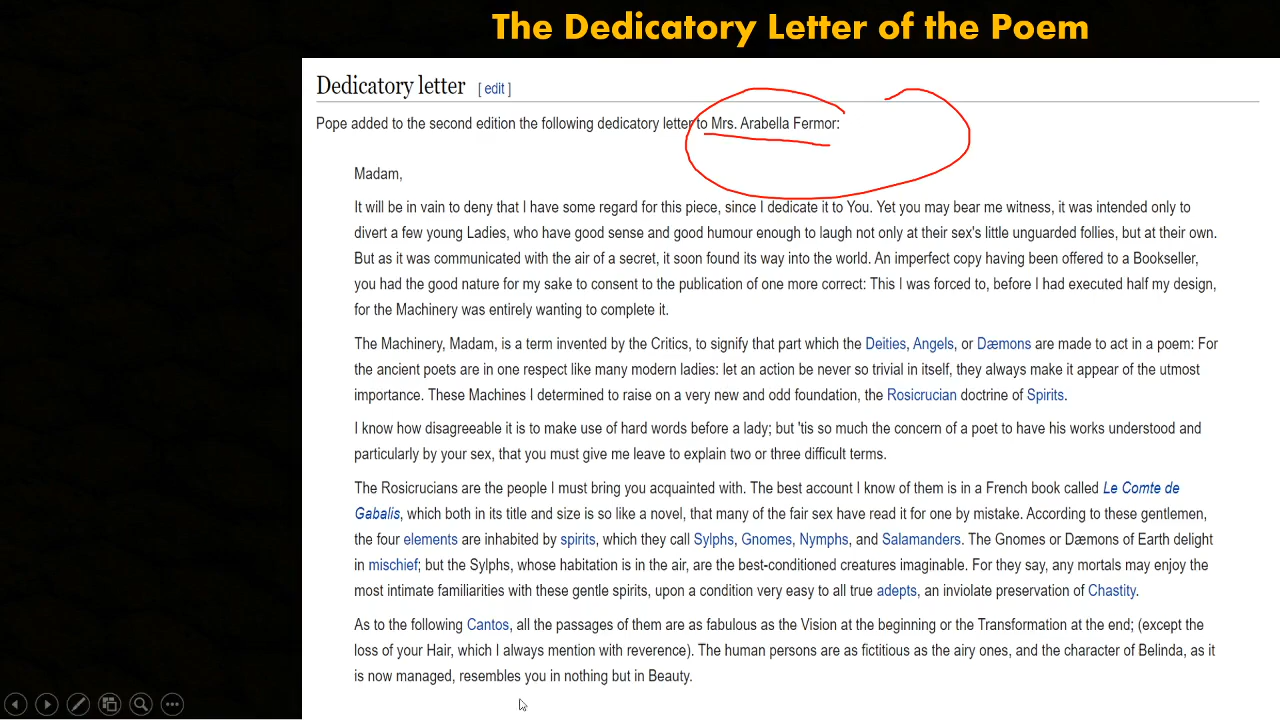 The Dedicatory Letter of the Poem
Dedicatory letter [ edit ]
Pope added to the second edition the following dedicatory letter to Mrs. Arabella Fermor:
Madam,
It will be in vain to deny that I have some regard for this piece, since I dedicate it to You. Yet you may bear me witness, it was intended only to
divert a few young Ladies, who have good sense and good humour enough to laugh not only at their sex's little unguarded follies, but at their own.
But as it was communicated with the air of a secret, it soon found its way into the world. An imperfect copy having been offered to a Bookseller,
you had the good nature for my sake to consent to the publication of one more correct: This I was forced to, before I had executed half my design,
for the Machinery was entirely wanting to complete it.
The Machinery, Madam, is a term invented by the Critics, to signify that part which the Deities, Angels, or Dæmons are made to act in a poem: For
the ancient poets are in one respect like many modern ladies: let an action be never so trivial in itself, they always make it appear of the utmost
importance. These Machines I determined to raise on a very new and odd foundation, the Rosicrucian doctrine of Spirits.
I know how disagreeable it is to make use of hard words before a lady; but 'tis so much the concern of a poet to have his works understood and
particularly by your sex, that you must give me leave to explain two or three difficult terms.
The Rosicrucians are the people I must bring you acquainted with. The best account I know of them is in a French book called Le Comte de
Gabalis, which both in its title and size is so like a novel, that many of the fair sex have read it for one by mistake. According to these gentlemen,
the four elements are inhabited by spirits, which they call Sylphs, Gnomes, Nymphs, and Salamanders. The Gnomes or Dæmons of Earth delight
in mischief; but the Sylphs, whose habitation is in the air, are the best-conditioned creatures imaginable. For they say, any mortals may enjoy the
most intimate familiarities with these gentle spirits, upon a condition very easy to all true adepts, an inviolate preservation of Chastity.
As to the following Cantos, all the passages of them are as fabulous as the Vision at the beginning or the Transformation at the end; (except the
loss of your Hair, which I always mention with reverence). The human persons are as fictitious as the airy ones, and the character of Belinda, as it
is now managed, resembles you in nothing but in Beauty.